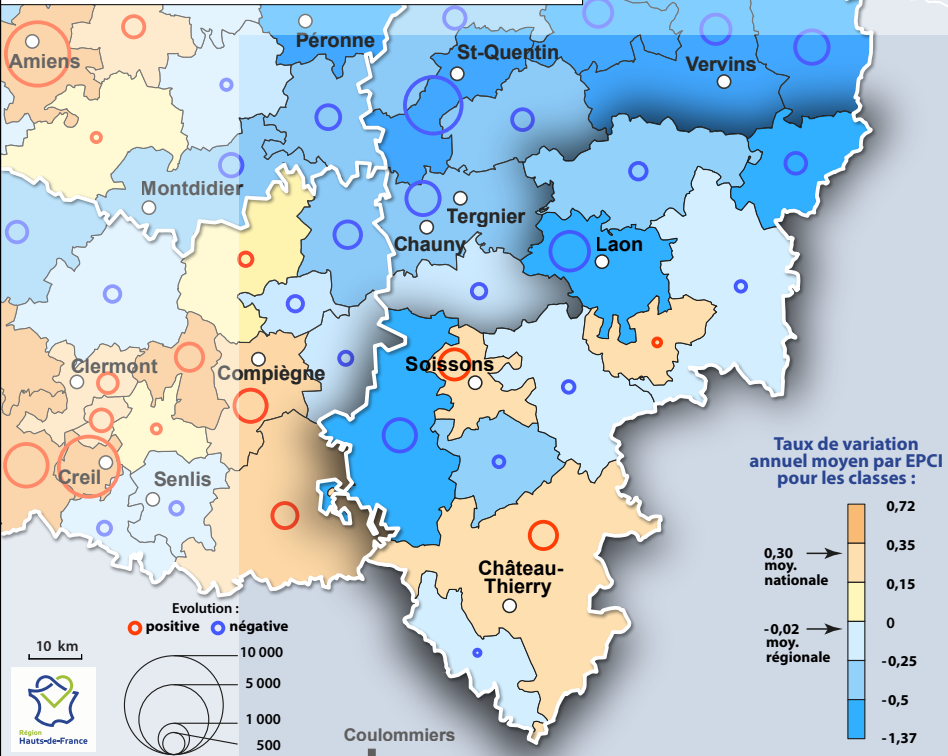 Péronne
Amiens
St-Quentin
Vervins
Montdidier
Tergnier
Chauny
Laon
Clermont
Compiègne
Soissons
Creil
Senlis
Château-
Thierry
Coulommiers
Evolution :
positive négative
10 000
5 000
1 000
500
10 km
Région
Hauts-de-France
Taux de variation
annuel moyen par EPCI
pour les classes :
0,72
0,35
0,30
moy.
nationale
0,15
0
-0,02
moy.
régionale
-0,25
-0,5
-1,37